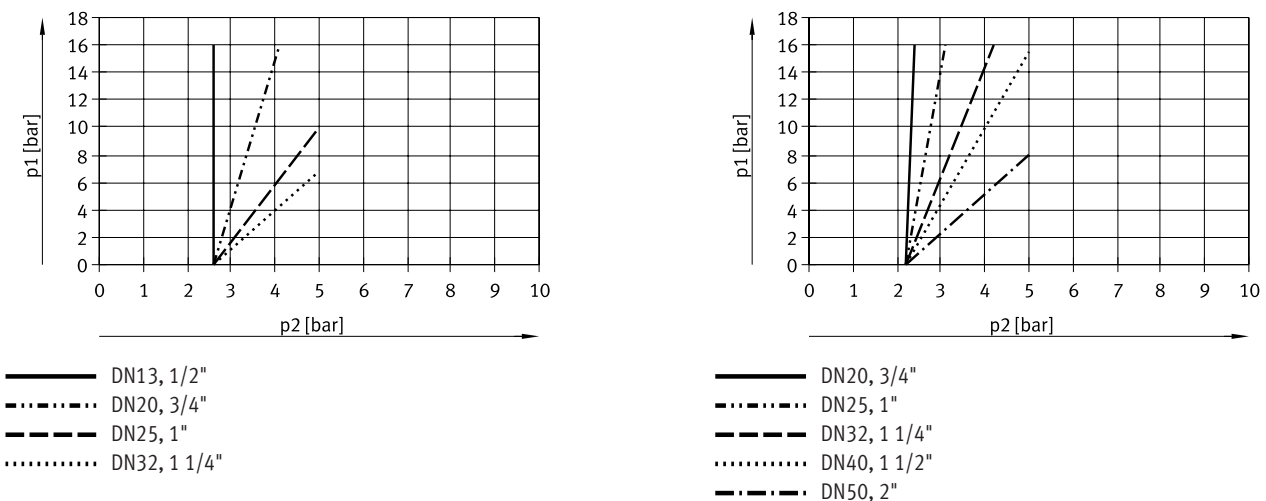 18
16
14
12
10
8
6
4
2
0
p1 [bar]
0 1 2 3 4 5 6 7 8 9 10
p2 [bar]
DN13, 1/2"
DN20, 3/4"
DN25, 1"
DN32, 1 1/4"
18
16
14
12
10
8
6
4
2
0
p1 [bar]
0 1 2 3 4 5 6 7 8 9 10
p2 [bar]
DN20, 3/4"
DN25, 1"
DN32, 1 1/4"
DN40, 1 1/2"
DN50, 2"